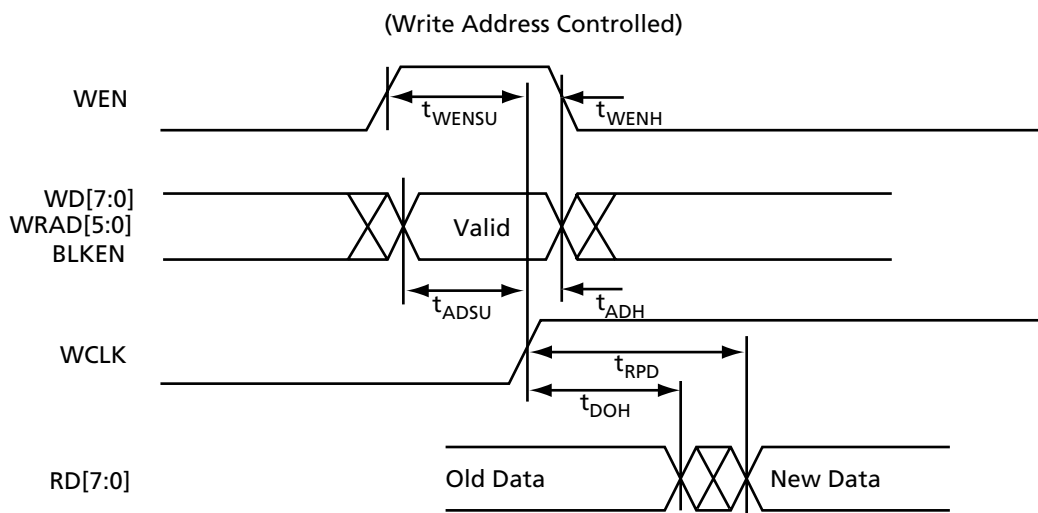 (Write Address Controlled)
WEN
tWENSU
tWENH
WD[7:0]
WRAD[5:0]
BLKEN
Valid
tADSU
tADH
WCLK
tRPD
tDOH
RD[7:0]
Old Data
New Data